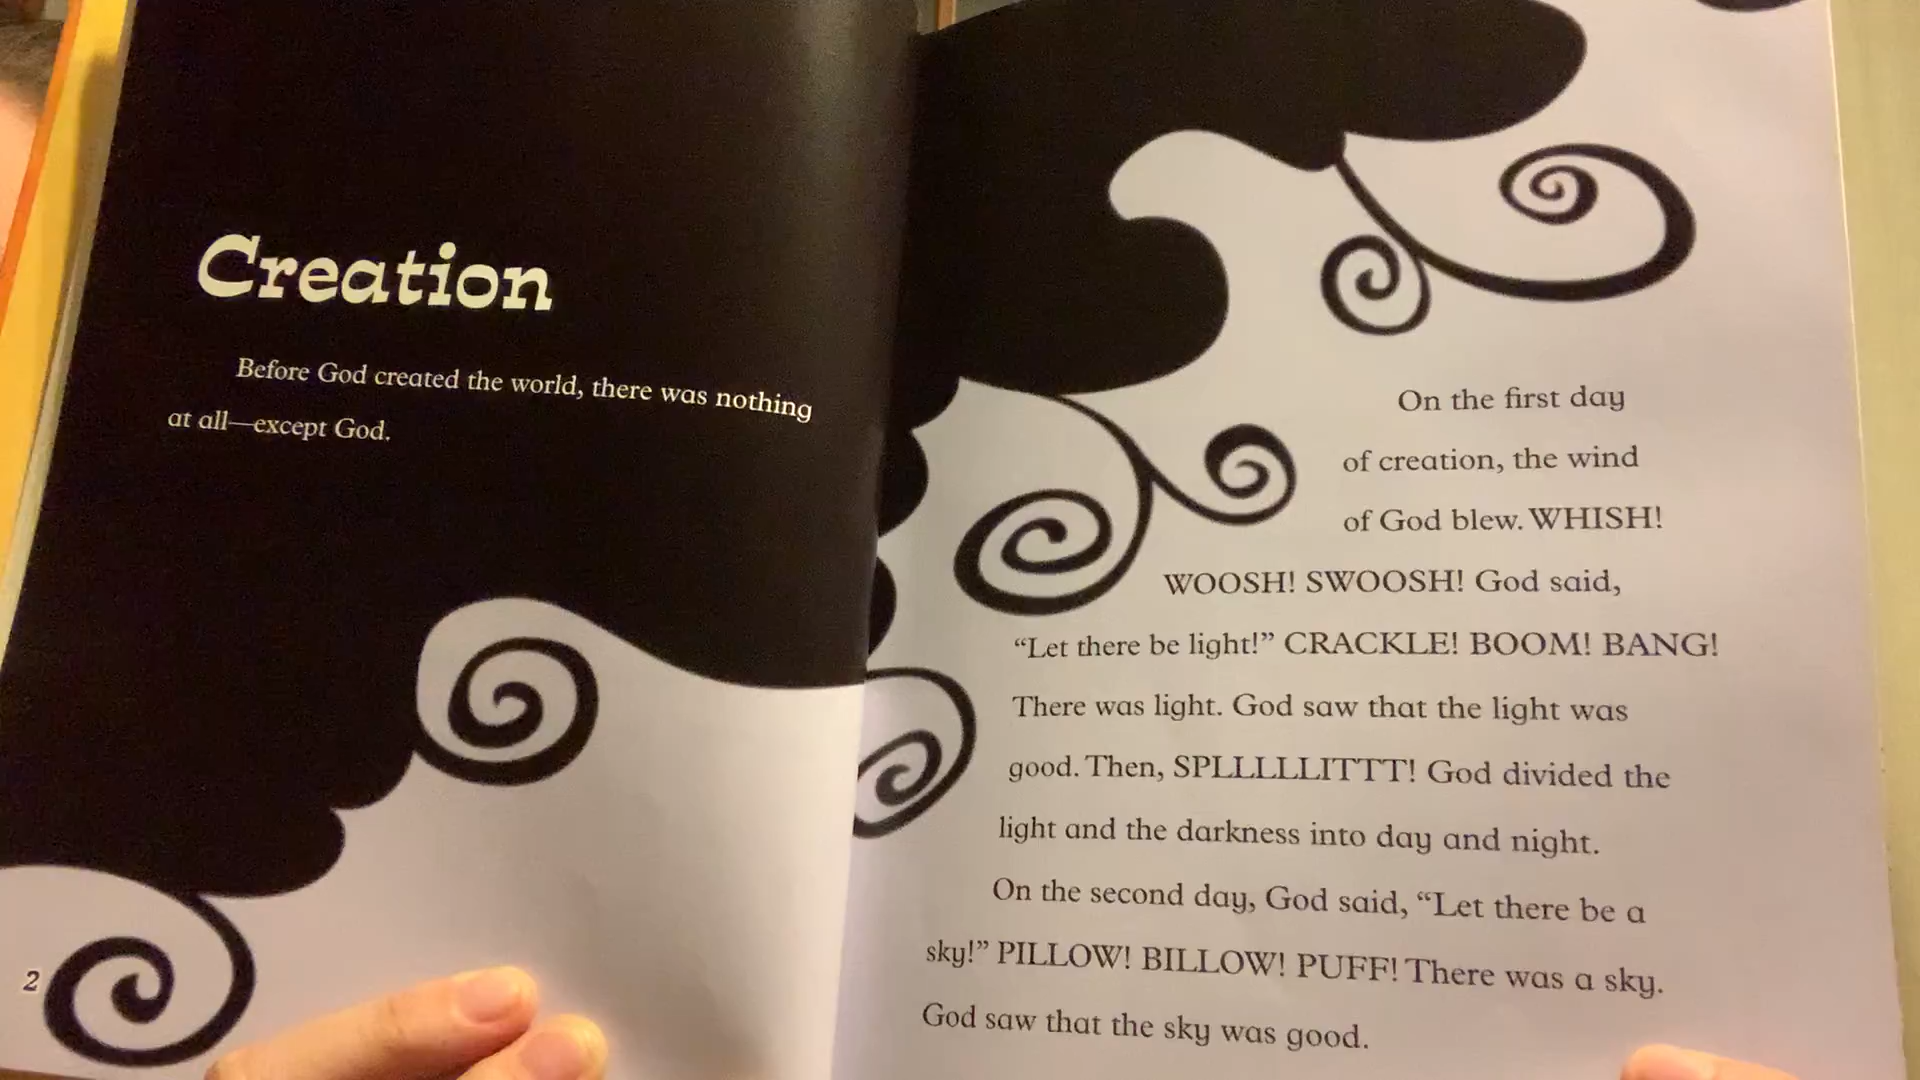 Creation
Before God created the world, there was nothing
at all—except God.
2
On the first day
of creation, the wind
of God blew. WHISH!
WOOSH! SWOOSH! God said,
“Let there be light!” CRACKLE! BOOM! BANG!
There was light. God saw that the light was
good. Then, SPLLLLLITTT! God divided the
light and the darkness into day and night.
On the second day, God said, “Let there be a
sky!” PILLOW! BILLOW! PUFF! There was a sky.
God saw that the sky was good.